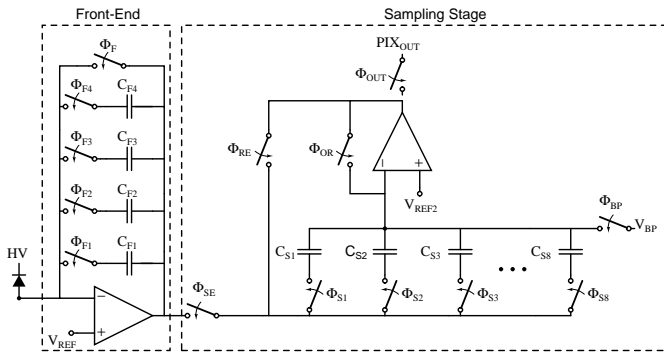 Front-End
Sampling Stage
Φ_F
Φ_F4
C_F4
Φ_F3
C_F3
Φ_F2
C_F2
Φ_F1
C_F1
HV
V_REF
−
+
Φ_SE
PIX_OUT
Φ_OUT
Φ_RE
Φ_OR
−
+
V_REF2
Φ_BP
V_BP
C_S1
C_S2
C_S3
C_S8
Φ_S1
Φ_S2
Φ_S3
Φ_S8